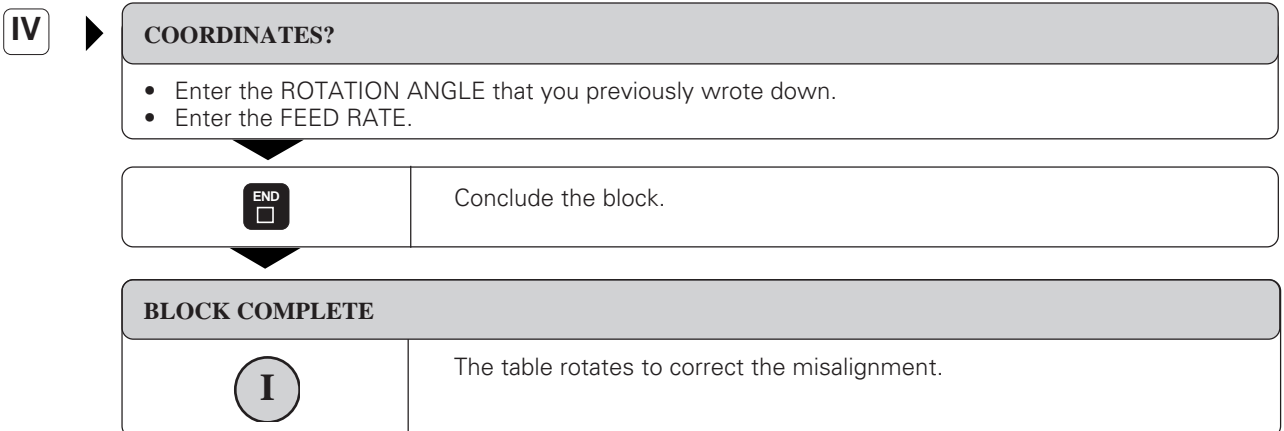 IV
COORDINATES?
• Enter the ROTATION ANGLE that you previously wrote down.
• Enter the FEED RATE.
END
Conclude the block.
BLOCK COMPLETE
I
The table rotates to correct the misalignment.